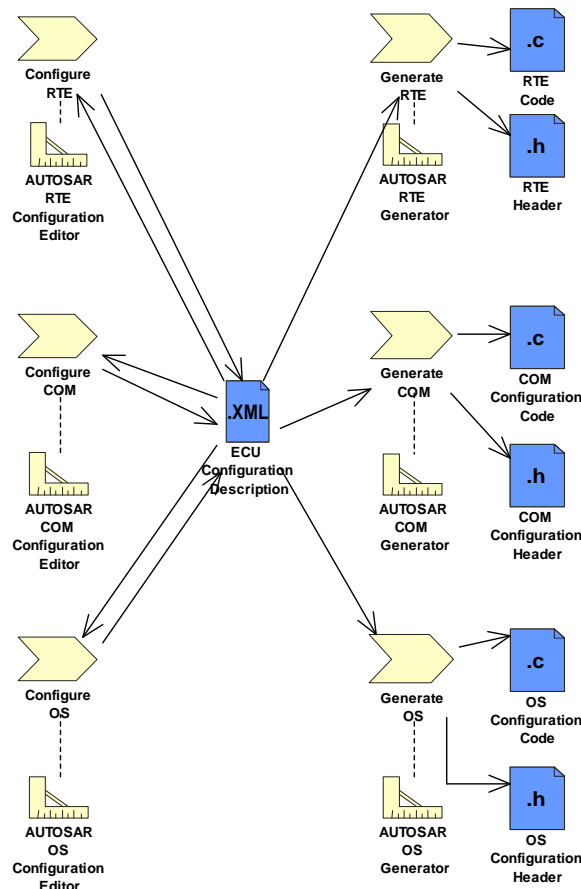 Configure
RTE
AUTOSAR
RTE
Configuration
Editor
Generate
RTE
AUTOSAR
RTE
Generator
.c
RTE
Code
.h
RTE
Header
Configure
COM
AUTOSAR
COM
Configuration
Editor
.XML
ECU
Configuration
Description
Generate
COM
AUTOSAR
COM
Generator
.c
COM
Configuration
Code
.h
COM
Configuration
Header
Configure
OS
AUTOSAR
OS
Configuration
Editor
Generate
OS
AUTOSAR
OS
Generator
.c
OS
Configuration
Code
.h
OS
Configuration
Header